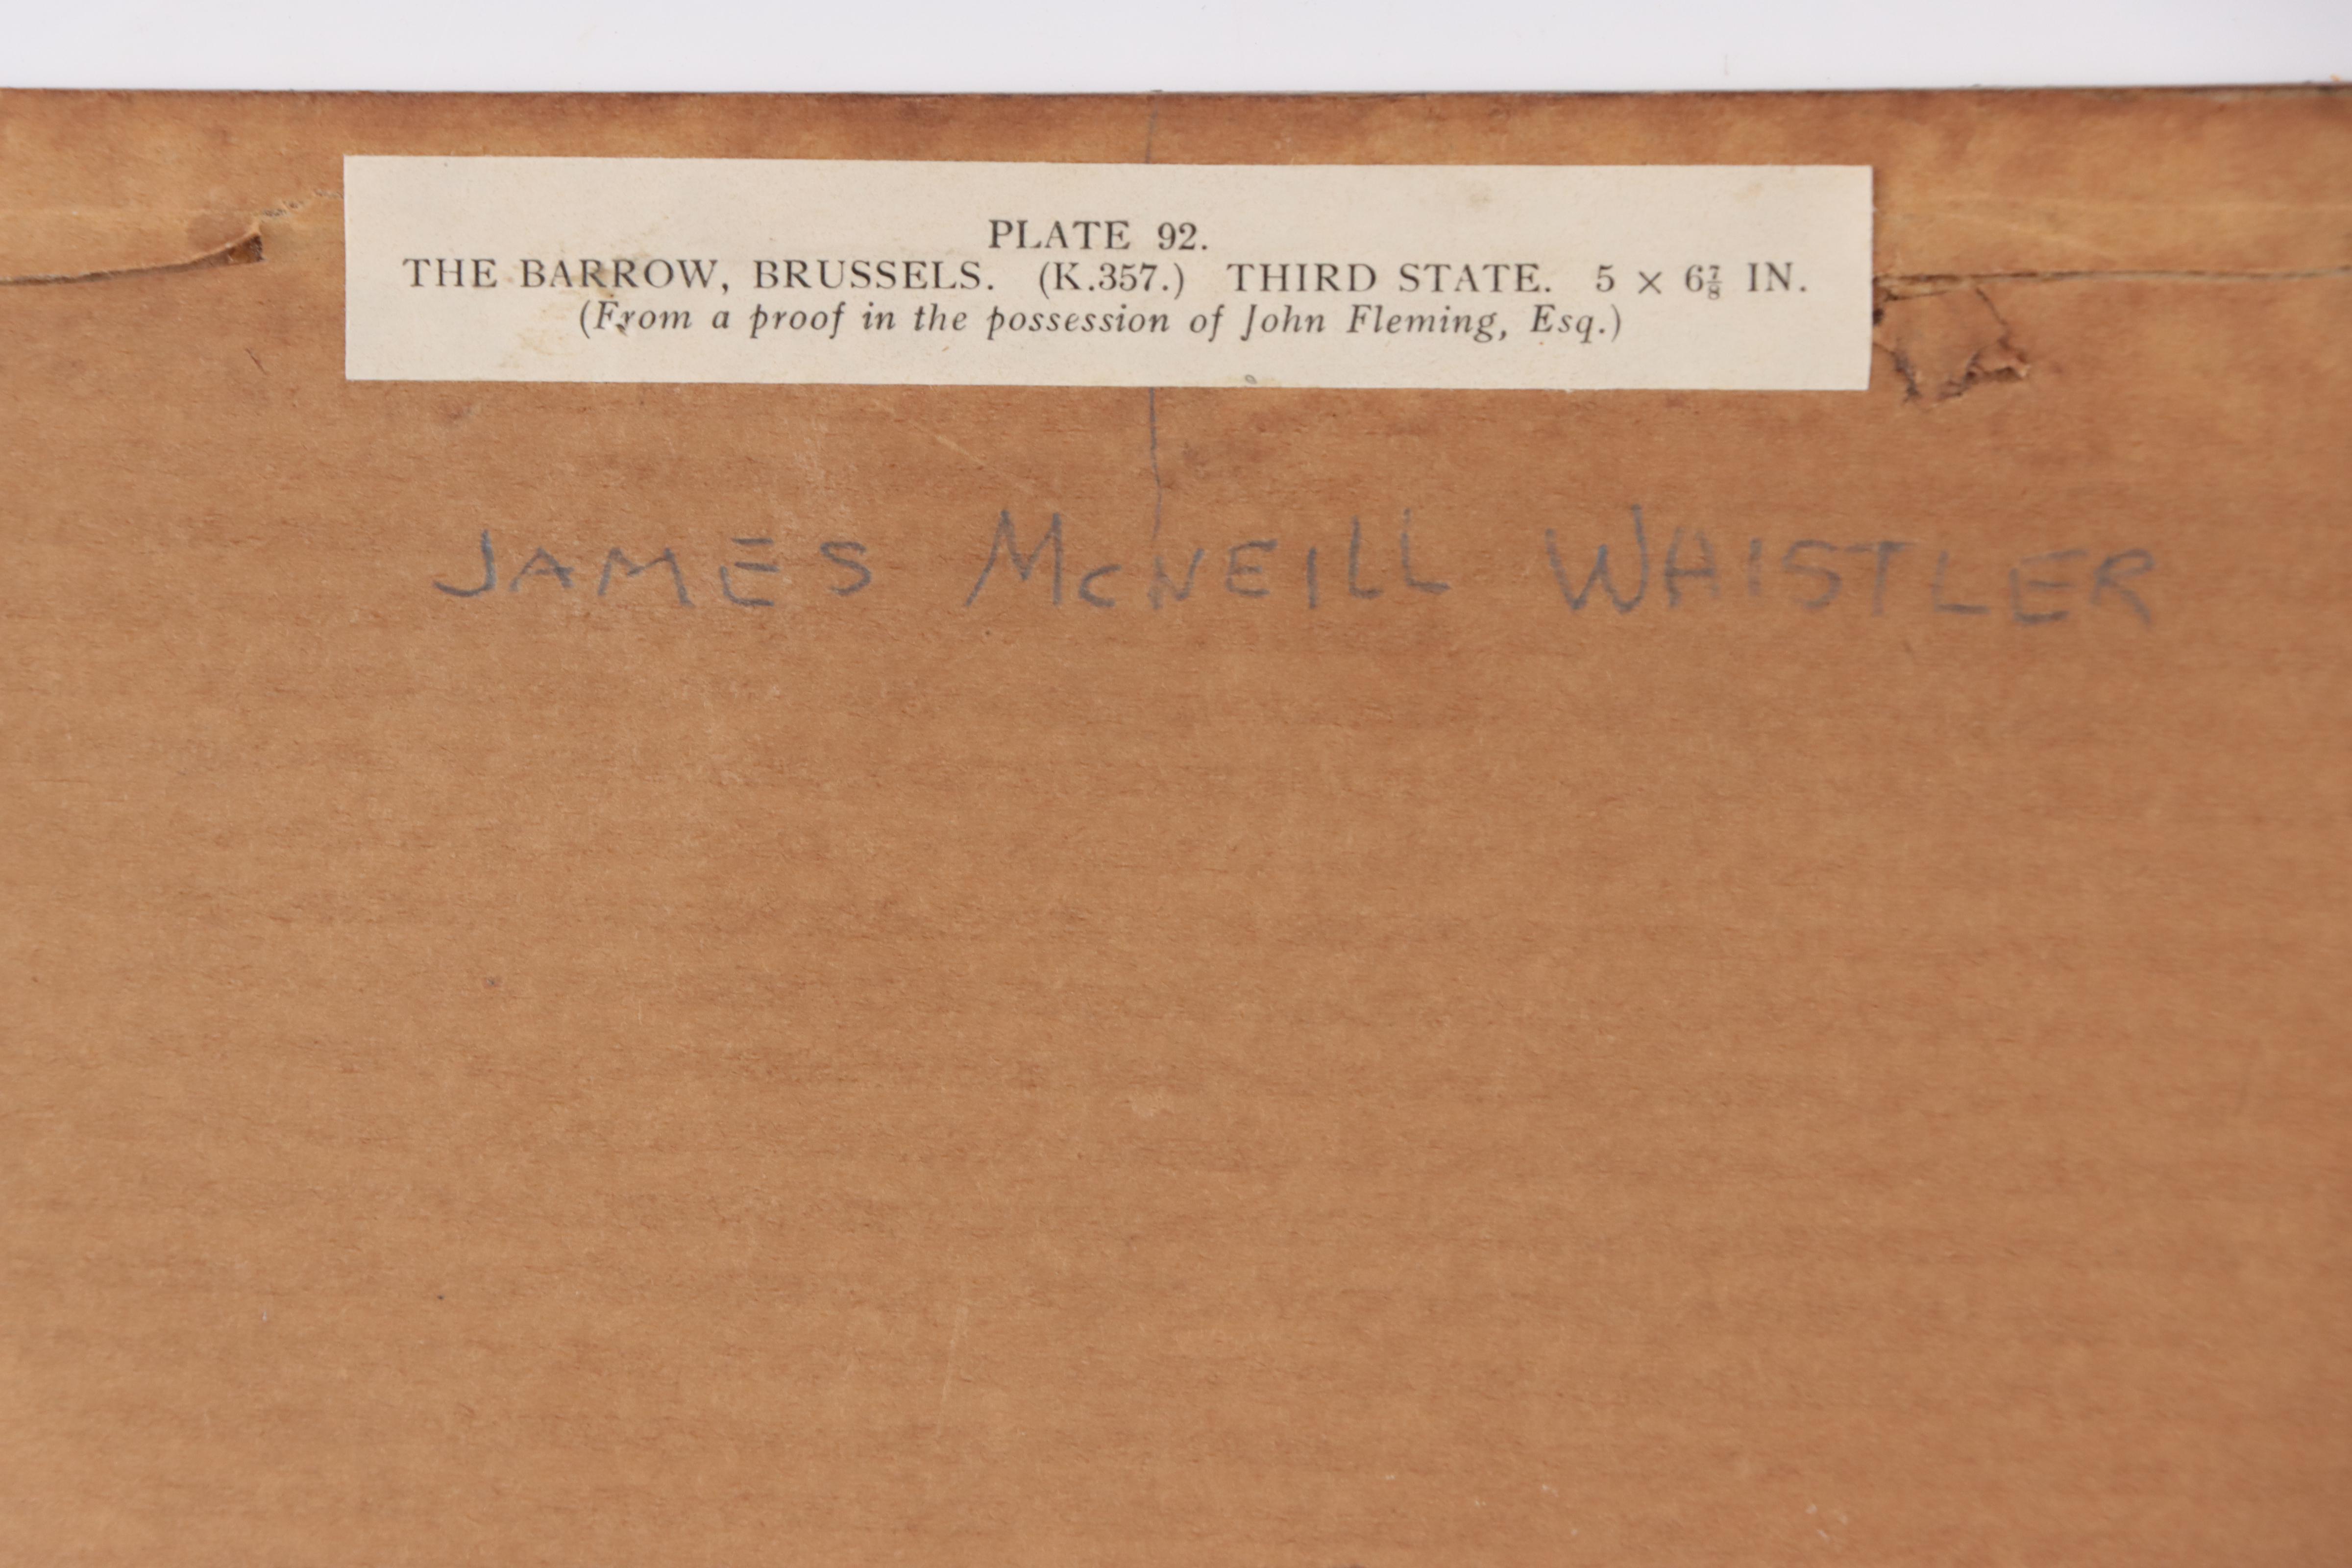 PLATE 92.
THE BARROW, BRUSSELS. (K.357.) THIRD STATE. 5 × 6⅞ IN.
(From a proof in the possession of John Fleming, Esq.)
JAMES McNEILL WHISTLER